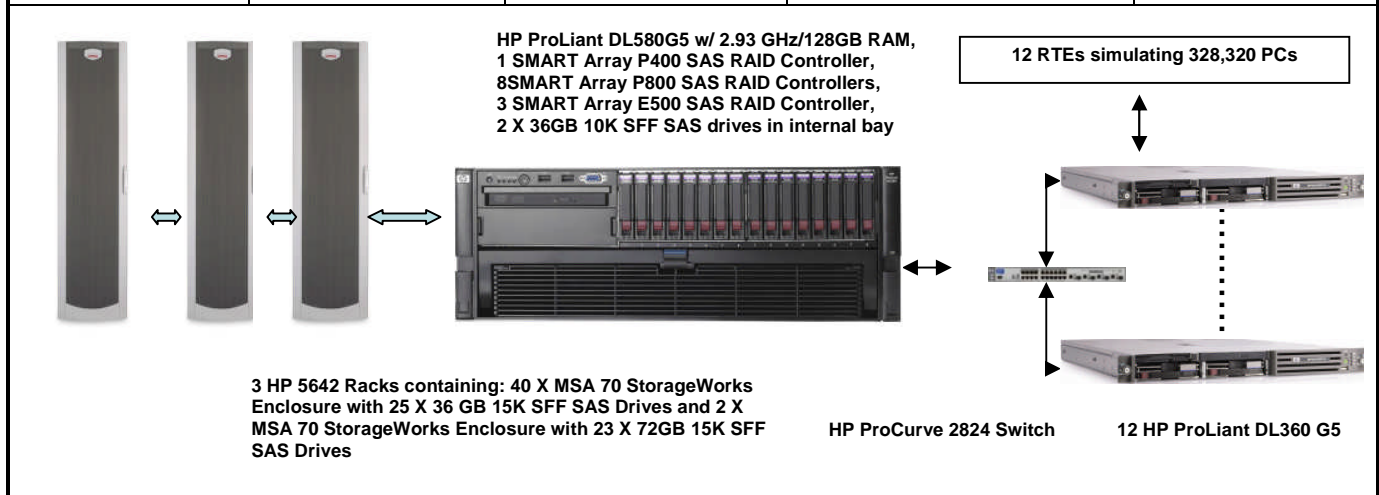 HP ProLiant DL580G5 w/ 2.93 GHz/128GB RAM,
1 SMART Array P400 SAS RAID Controller,
8SMART Array P800 SAS RAID Controllers,
3 SMART Array E500 SAS RAID Controller,
2 X 36GB 10K SFF SAS drives in internal bay
12 RTEs simulating 328,320 PCs
3 HP 5642 Racks containing: 40 X MSA 70 StorageWorks
Enclosure with 25 X 36 GB 15K SFF SAS Drives and 2 X
MSA 70 StorageWorks Enclosure with 23 X 72GB 15K SFF
SAS Drives
HP ProCurve 2824 Switch
12 HP ProLiant DL360 G5